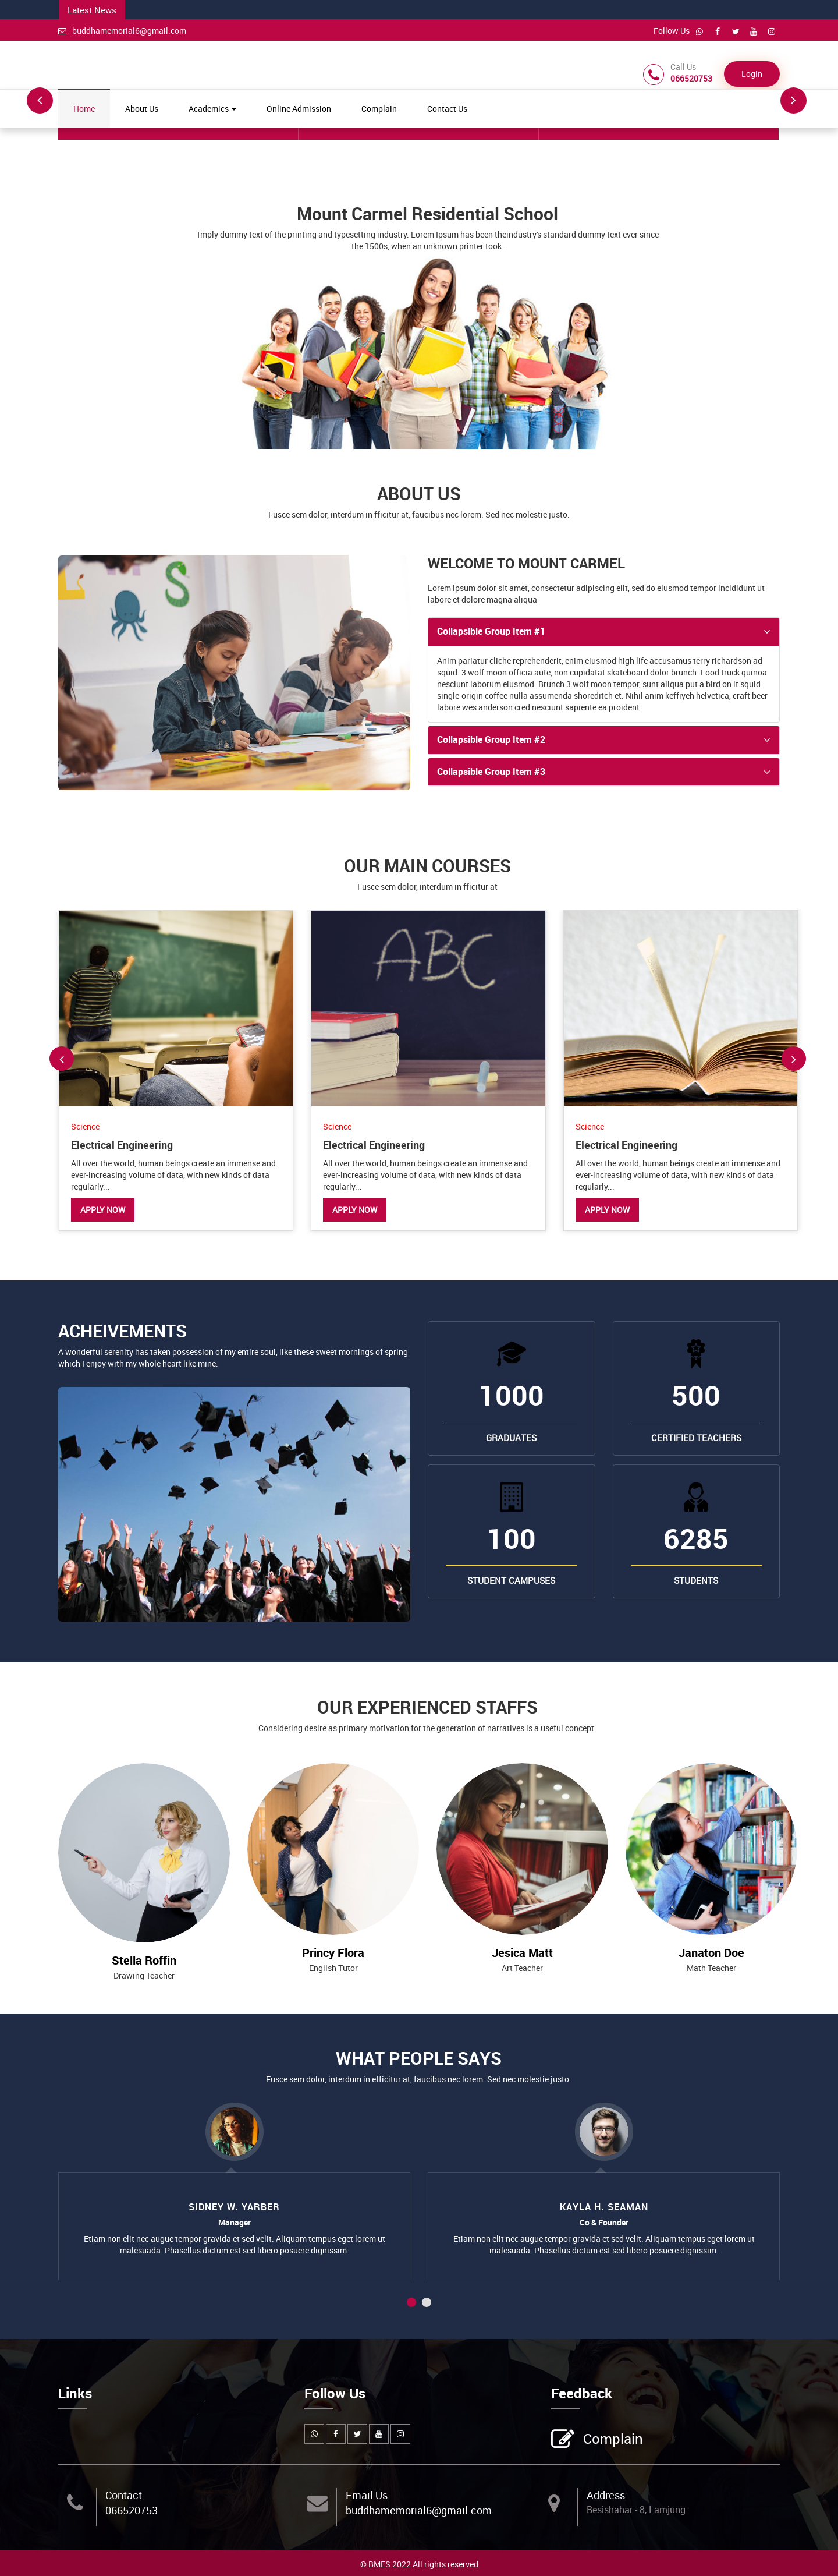 Latest News
buddhamemorial6@gmail.com
Follow Us
Call Us
066520753
Login
Home
About Us
Academics
Online Admission
Complain
Contact Us
Mount Carmel Residential School
Tmply dummy text of the printing and typesetting industry. Lorem Ipsum has been theindustry's standard dummy text ever since
the 1500s, when an unknown printer took.
ABOUT US
Fusce sem dolor, interdum in fficitur at, faucibus nec lorem. Sed nec molestie justo.
WELCOME TO MOUNT CARMEL
Lorem ipsum dolor sit amet, consectetur adipiscing elit, sed do eiusmod tempor incididunt ut
labore et dolore magna aliqua
Collapsible Group Item #1
Anim pariatur cliche reprehenderit, enim eiusmod high life accusamus terry richardson ad
squid. 3 wolf moon officia aute, non cupidatat skateboard dolor brunch. Food truck quinoa
nesciunt laborum eiusmod. Brunch 3 wolf moon tempor, sunt aliqua put a bird on it squid
single-origin coffee nulla assumenda shoreditch et. Nihil anim keffiyeh helvetica, craft beer
labore wes anderson cred nesciunt sapiente ea proident.
Collapsible Group Item #2
Collapsible Group Item #3
OUR MAIN COURSES
Fusce sem dolor, interdum in fficitur at
ABC
Science
Electrical Engineering
All over the world, human beings create an immense and
ever-increasing volume of data, with new kinds of data
regularly...
APPLY NOW
Science
Electrical Engineering
All over the world, human beings create an immense and
ever-increasing volume of data, with new kinds of data
regularly...
APPLY NOW
Science
Electrical Engineering
All over the world, human beings create an immense and
ever-increasing volume of data, with new kinds of data
regularly...
APPLY NOW
ACHEIVEMENTS
A wonderful serenity has taken possession of my entire soul, like these sweet mornings of spring
which I enjoy with my whole heart like mine.
1000
GRADUATES
500
CERTIFIED TEACHERS
100
STUDENT CAMPUSES
6285
STUDENTS
OUR EXPERIENCED STAFFS
Considering desire as primary motivation for the generation of narratives is a useful concept.
Stella Roffin
Drawing Teacher
Princy Flora
English Tutor
Jesica Matt
Art Teacher
Janaton Doe
Math Teacher
WHAT PEOPLE SAYS
Fusce sem dolor, interdum in efficitur at, faucibus nec lorem. Sed nec molestie justo.
SIDNEY W. YARBER
Manager
Etiam non elit nec augue tempor gravida et sed velit. Aliquam tempus eget lorem ut
malesuada. Phasellus dictum est sed libero posuere dignissim.
KAYLA H. SEAMAN
Co & Founder
Etiam non elit nec augue tempor gravida et sed velit. Aliquam tempus eget lorem ut
malesuada. Phasellus dictum est sed libero posuere dignissim.
Links
Follow Us
Feedback
Complain
Contact
066520753
Email Us
buddhamemorial6@gmail.com
Address
Besishahar - 8, Lamjung
© BMES 2022 All rights reserved